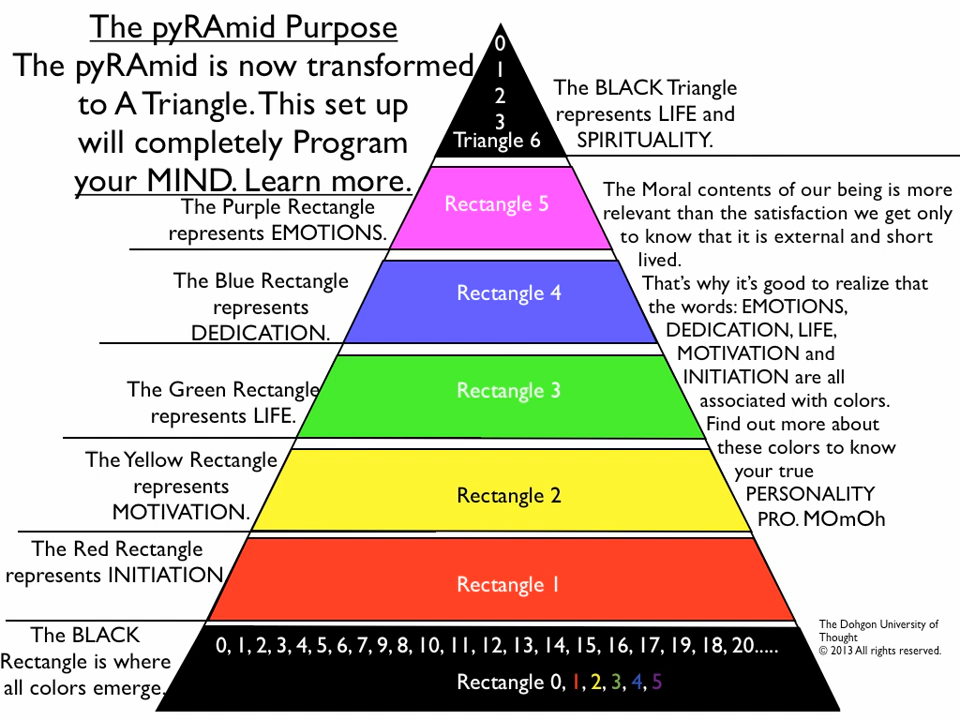 The pyRAmid Purpose
The pyRAmid is now transformed
to A Triangle. This set up
will completely Program
your MIND. Learn more.
0
1
2
3
Triangle 6
The BLACK Triangle
represents LIFE and
SPIRITUALITY.
The Purple Rectangle
represents EMOTIONS.
Rectangle 5
The Moral contents of our being is more
relevant than the satisfaction we get only
to know that it is external and short
lived.
That's why it's good to realize that
the words: EMOTIONS,
DEDICATION, LIFE,
MOTIVATION and
INITIATION are all
associated with colors.
Find out more about
these colors to know
your true
PERSONALITY
PRO. MOmOh
The Blue Rectangle
represents
DEDICATION.
Rectangle 4
The Green Rectangle
represents LIFE.
Rectangle 3
The Yellow Rectangle
represents
MOTIVATION.
Rectangle 2
The Red Rectangle
represents INITIATION.
Rectangle 1
The BLACK
Rectangle is where
all colors emerge.
0, 1, 2, 3, 4, 5, 6, 7, 8, 9, 8, 10, 11, 12, 13, 14, 15, 16, 17, 19, 18, 20.....
Rectangle 0, 1, 2, 3, 4, 5
The Dohgon University of
Thought
© 2013 All rights reserved.